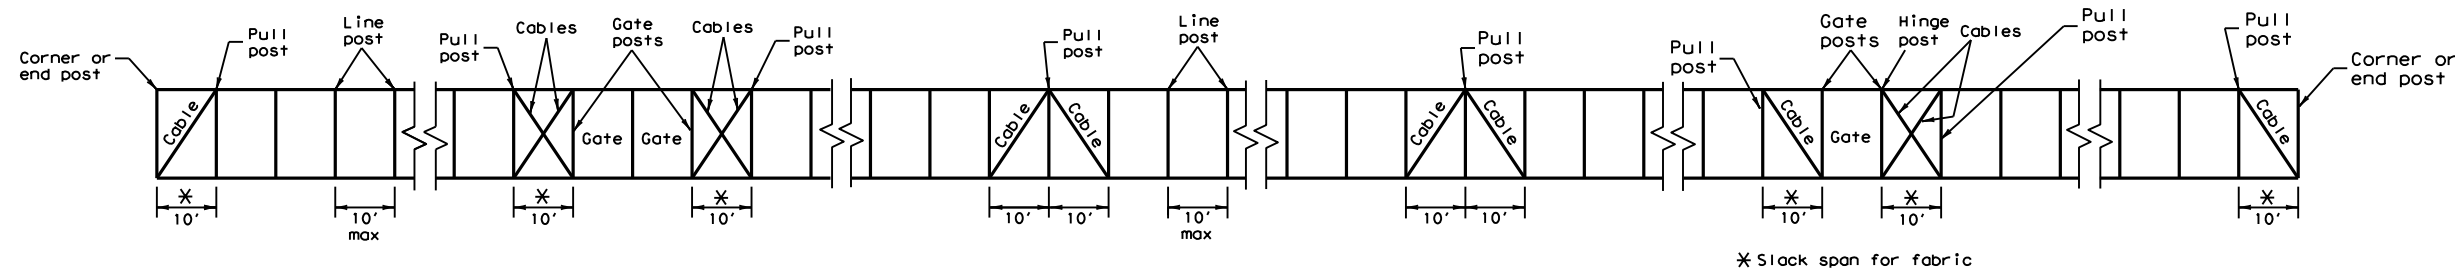 Corner or
end post
Pull
post
Line
post
Pull
post
Cables
Gate
posts
Cables
Pull
post
Pull
post
Line
post
Pull
post
Pull
post
Gate
posts
Hinge
post
Cables
Pull
post
Pull
post
Corner or
end post
Cable
Gate
Gate
Cable
Cable
Cable
Cable
Cable
Gate
Cable
* 10'
10'
max
* 10'
* 10'
10'
10'
10'
max
10'
10'
* 10'
* 10'
* 10'
* Slack span for fabric